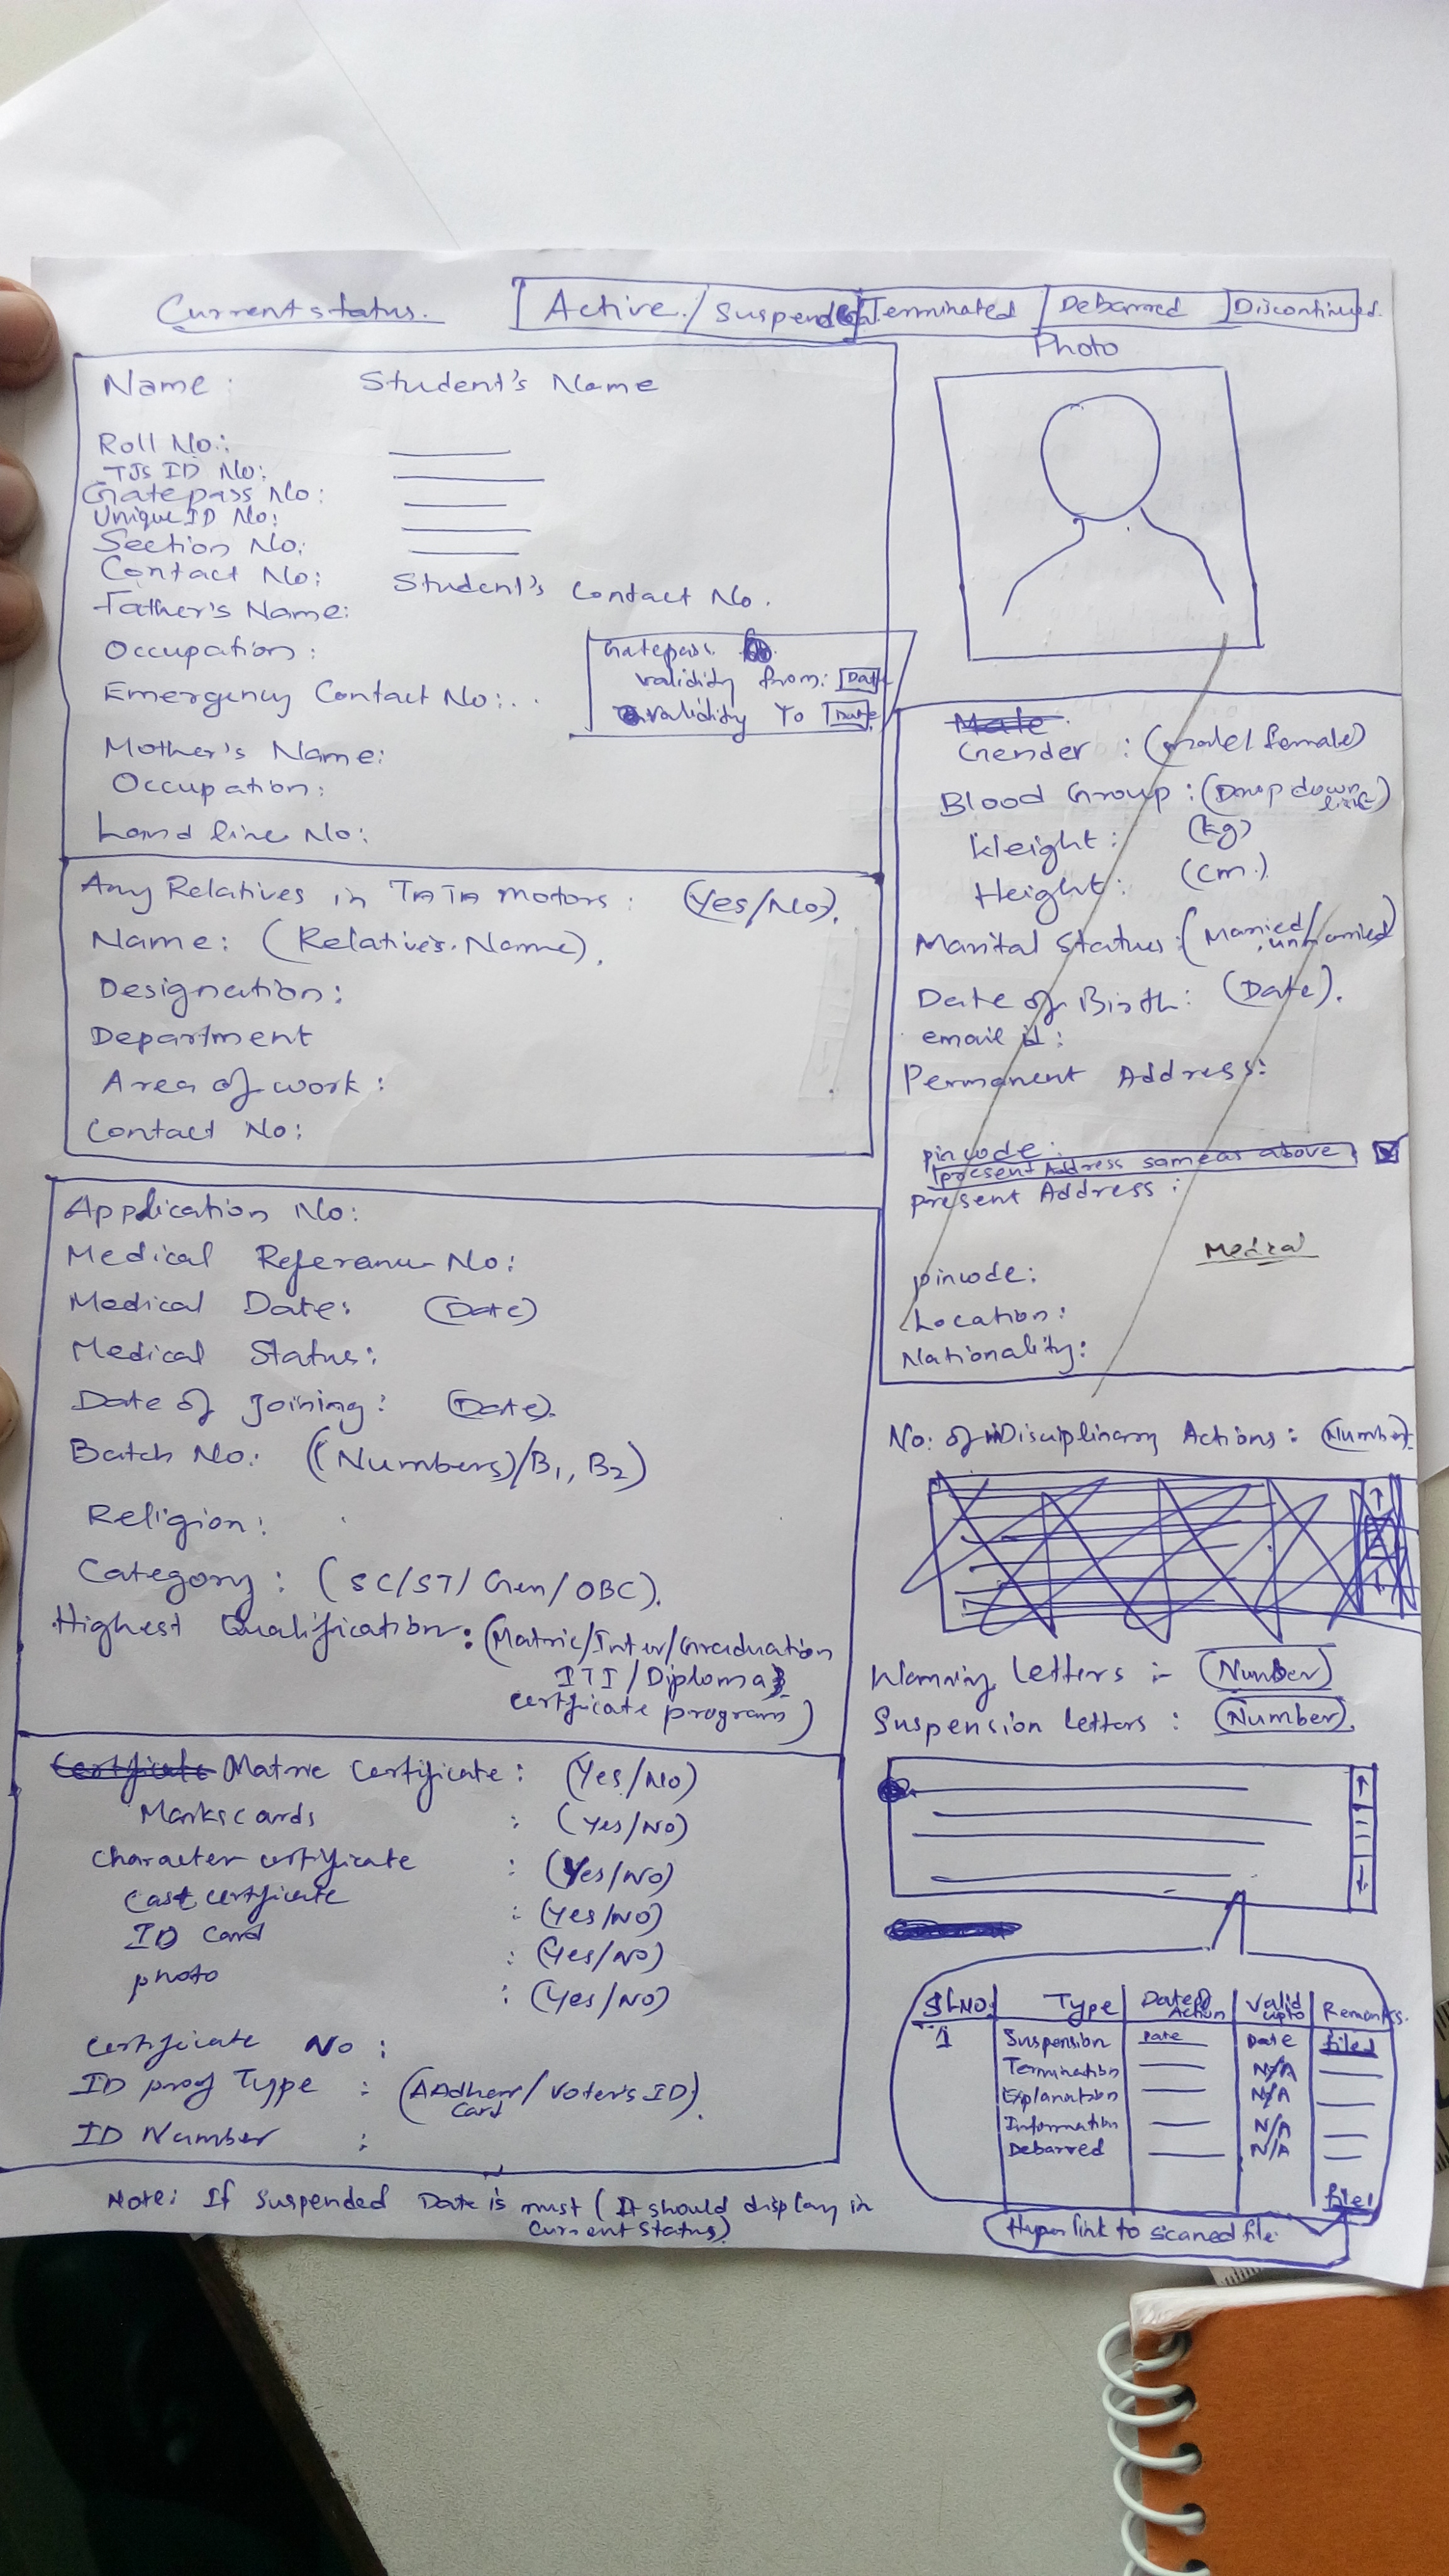 Current status.
Active / Suspended Terminated Debarred Discontinued
Photo
Name : Student's Name
Roll No.:
TJs ID No:
Gatepass No:
Unique ID No:
Section No:
Contact No: Student's Contact No.
Father's Name:
Occupation:
Emergency Contact No:
Gatepass
validity from: Date
validity To Date
Mother's Name:
Occupation:
Land line No:
Any Relatives in TATA Motors: (Yes/No).
Name: (Relative's Name).
Designation:
Department
Area of work:
Contact No:
Male
Gender : (male/female)
Blood Group : (Drop down list)
Weight: (kg)
Height: (cm.)
Marital Status: (Married/unmarried)
Date of Birth: (Date).
email id:
Permanent Address:
pincode:
present Address same as above
present Address:
Medical
pincode:
Location:
Nationality:
Application No:
Medical Reference No:
Medical Date: (Date)
Medical Status:
Date of joining: (Date).
Batch No: ((Numbers)/B1, B2)
Religion:
Category: (SC/ST/Gen/OBC).
Highest Qualification: (Matric/Inter/Graduation
ITI/Diploma
certificate program)
No: of Disciplinary Actions: (Number)
Warning Letters :- (Number)
Suspension letters : (Number).
Certificate Matric Certificate: (Yes/No)
Markscards : (Yes/No)
Character certificate : (Yes/No)
Cast certificate : (Yes/No)
ID Card : (Yes/No)
photo : (Yes/No)
Certificate No :
ID proof Type : (AAdhar Card/Voter's ID).
ID Number :
SLNO. Type Date of Action Valid upto Remarks.
1 Suspension Date Date file1
Termination N/A
Explanation N/A
Information N/A
Debarred N/A
file1
Hyper link to scaned file
Note: If Suspended Date is must (It should display in
Current Status)